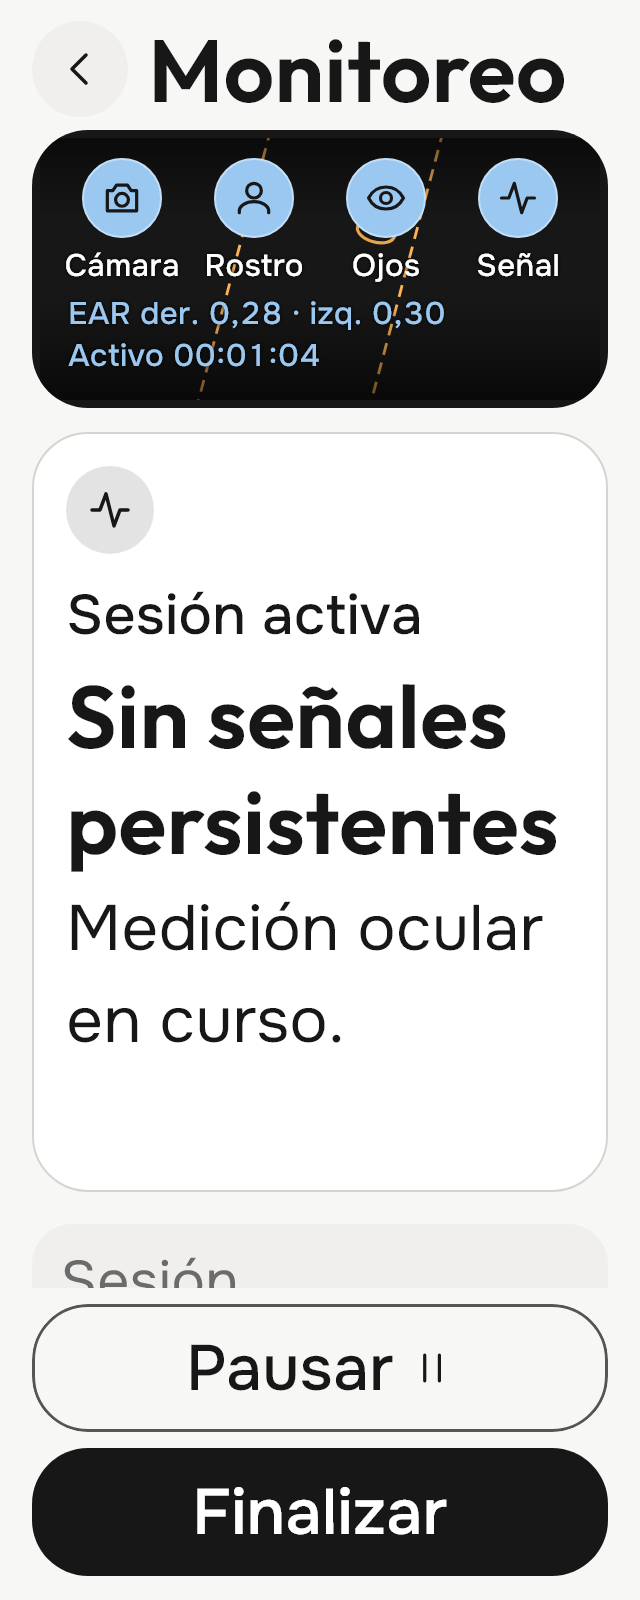 Monitoreo
Cámara Rostro Ojos Señal
EAR der. 0,28 · izq. 0,30
Activo 00:01:04
Sesión activa
Sin señales
persistentes
Medición ocular
en curso.
Sesión
Pausar
Finalizar